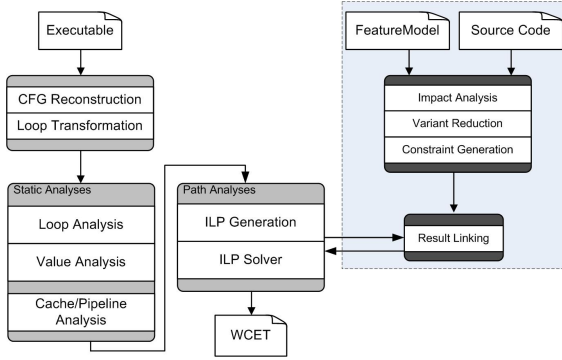 Executable
CFG Reconstruction
Loop Transformation
Static Analyses
Loop Analysis
Value Analysis
Cache/Pipeline
Analysis
Path Analyses
ILP Generation
ILP Solver
WCET
FeatureModel
Source Code
Impact Analysis
Variant Reduction
Constraint Generation
Result Linking